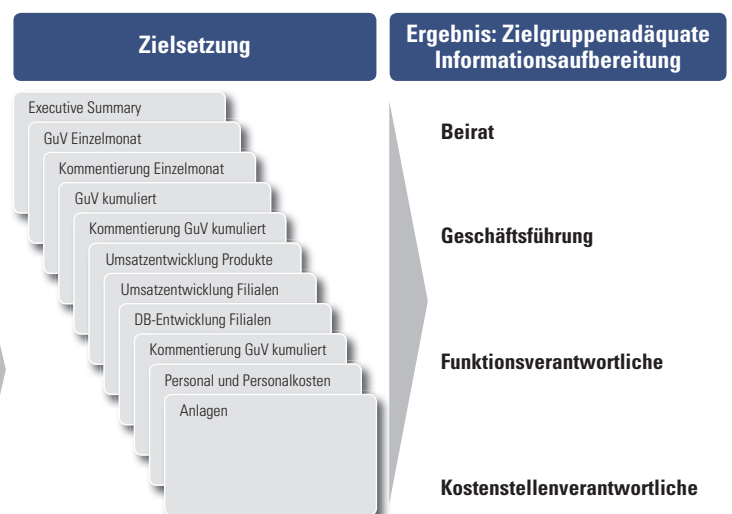 Zielsetzung
Executive Summary
GuV Einzelmonat
Kommentierung Einzelmonat
GuV kumuliert
Kommentierung GuV kumuliert
Umsatzentwicklung Produkte
Umsatzentwicklung Filialen
DB-Entwicklung Filialen
Kommentierung GuV kumuliert
Personal und Personalkosten
Anlagen
Ergebnis: Zielgruppenadäquate
Informationsaufbereitung
Beirat
Geschäftsführung
Funktionsverantwortliche
Kostenstellenverantwortliche